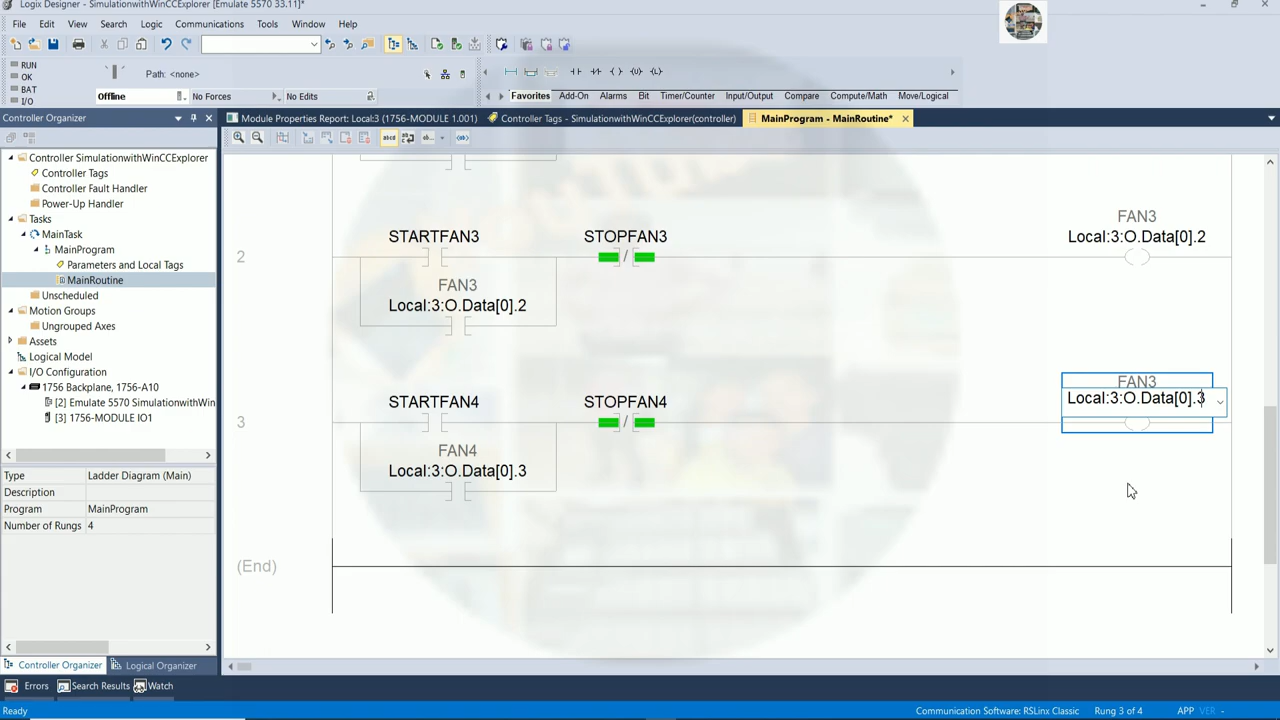 Logix Designer - SimulationwithWinCCExplorer [Emulate 5570 33.11]*
File Edit View Search Logic Communications Tools Window Help
RUN
OK
BAT
I/O
Path: <none>
Offline
No Forces
No Edits
Favorites Add-On Alarms Bit Timer/Counter Input/Output Compare Compute/Math Move/Logical
Controller Organizer
Module Properties Report: Local:3 (1756-MODULE 1.001)
Controller Tags - SimulationwithWinCCExplorer(controller)
MainProgram - MainRoutine*
Controller SimulationwithWinCCExplorer
Controller Tags
Controller Fault Handler
Power-Up Handler
Tasks
MainTask
MainProgram
Parameters and Local Tags
MainRoutine
Unscheduled
Motion Groups
Ungrouped Axes
Assets
Logical Model
I/O Configuration
1756 Backplane, 1756-A10
[2] Emulate 5570 SimulationwithWin
[3] 1756-MODULE IO1
Type Ladder Diagram (Main)
Description
Program MainProgram
Number of Rungs 4
Controller Organizer
Logical Organizer
2
STARTFAN3
STOPFAN3
FAN3
Local:3:O.Data[0].2
FAN3
Local:3:O.Data[0].2
3
STARTFAN4
STOPFAN4
FAN3
Local:3:O.Data[0].3
FAN4
Local:3:O.Data[0].3
(End)
Errors Search Results Watch
Ready
Communication Software: RSLinx Classic
Rung 3 of 4
APP VER -